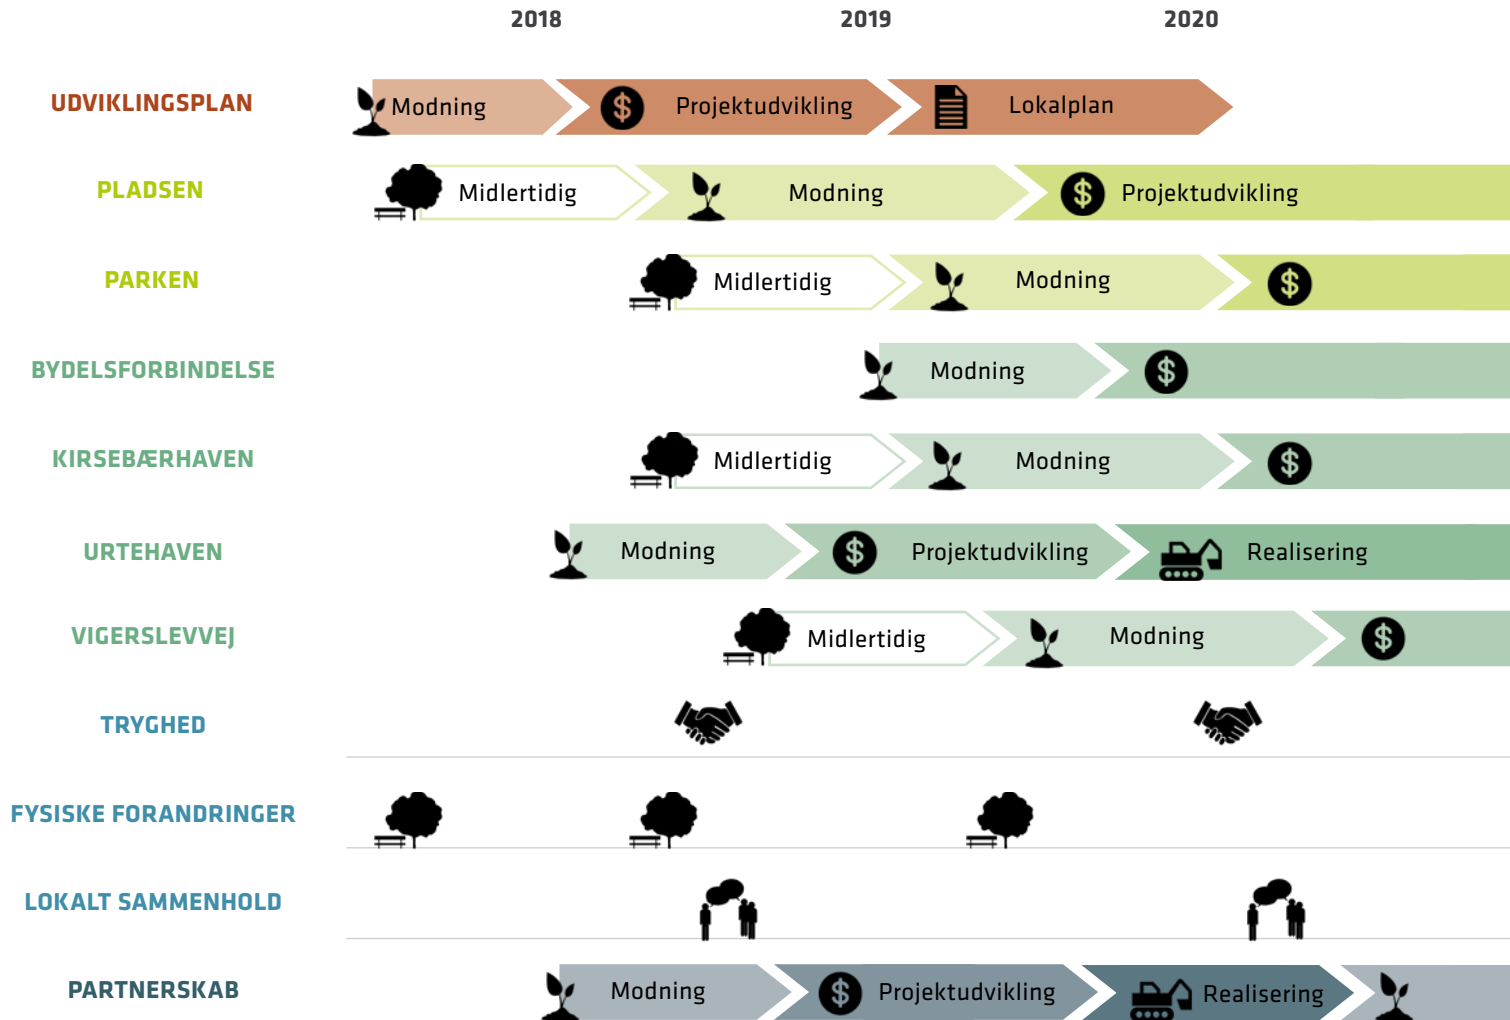 2018 2019 2020
UDVIKLINGSPLAN Modning $ Projektudvikling Lokalplan
PLADSEN Midlertidig Modning $ Projektudvikling
PARKEN Midlertidig Modning $
BYDELSFORBINDELSE Modning $
KIRSEBÆRHAVEN Midlertidig Modning $
URTEHAVEN Modning $ Projektudvikling Realisering
VIGERSLEVVEJ Midlertidig Modning $
TRYGHED
FYSISKE FORANDRINGER
LOKALT SAMMENHOLD
PARTNERSKAB Modning $ Projektudvikling Realisering